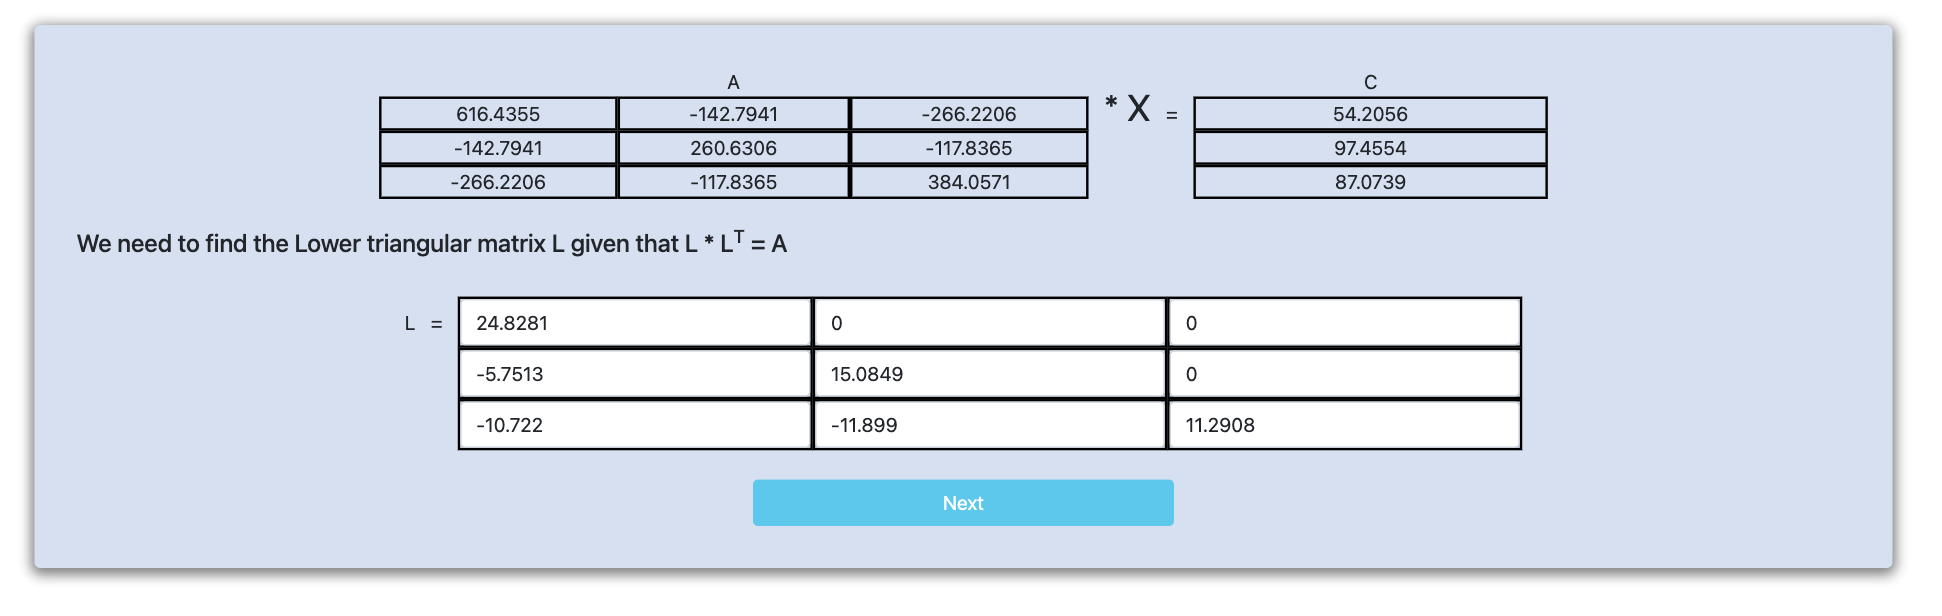 A C
616.4355 -142.7941 -266.2206 * X = 54.2056
-142.7941 260.6306 -117.8365 97.4554
-266.2206 -117.8365 384.0571 87.0739
We need to find the Lower triangular matrix L given that L * Lᵀ = A
L = 24.8281 0 0
-5.7513 15.0849 0
-10.722 -11.899 11.2908
Next